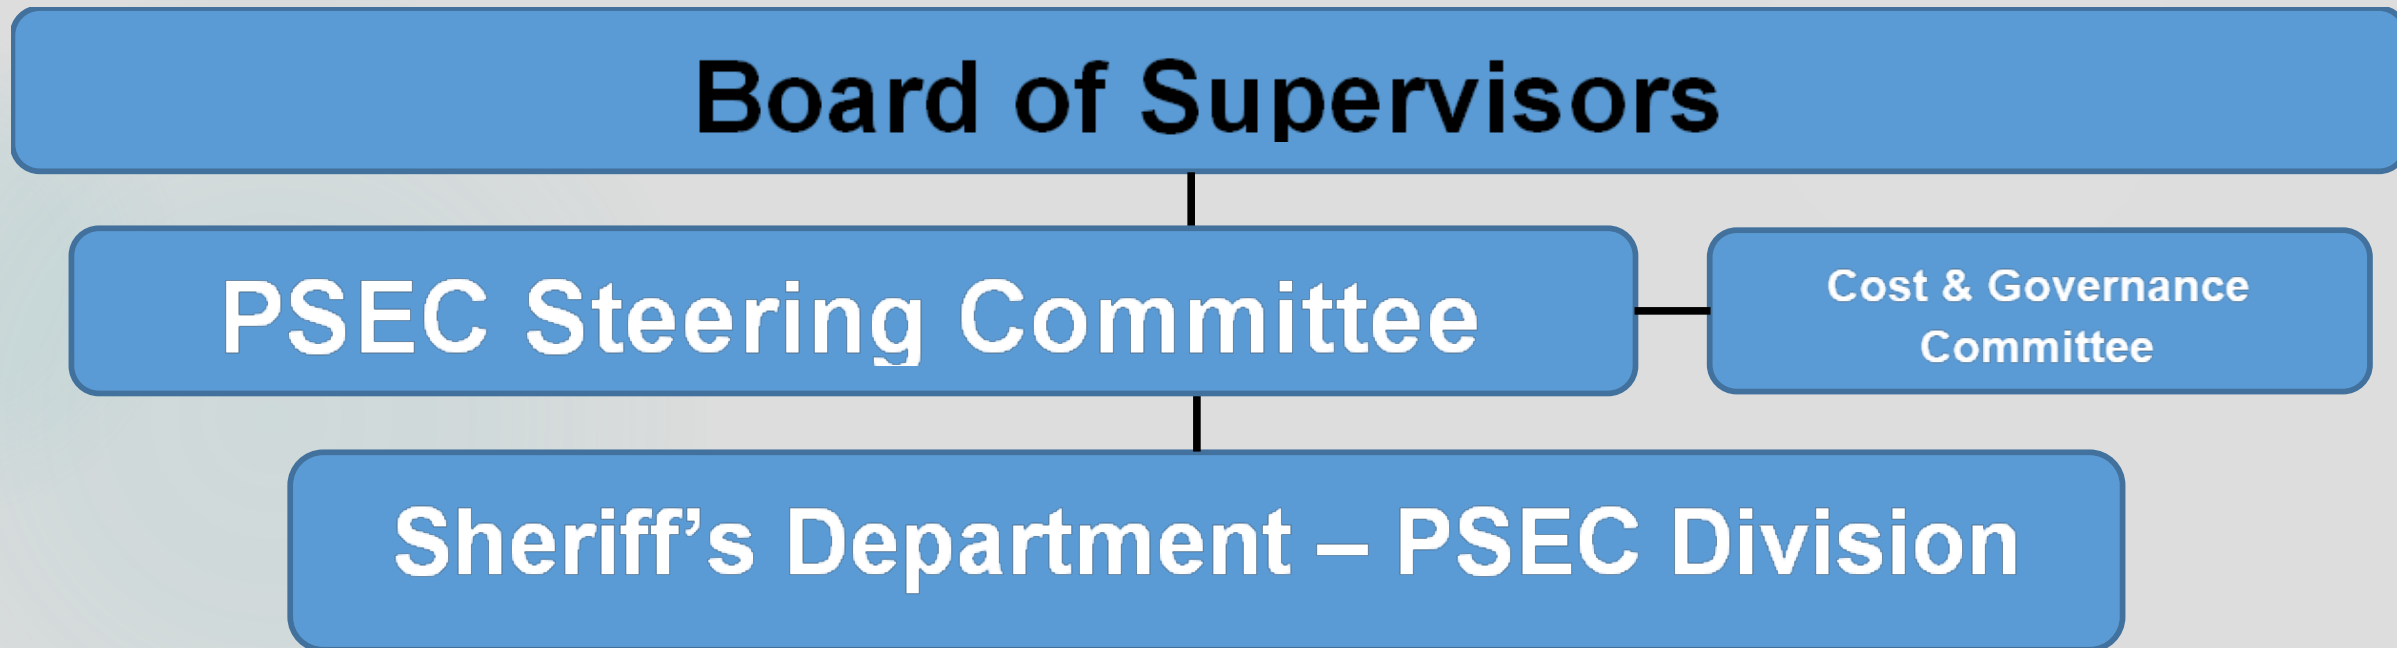 Board of Supervisors
PSEC Steering Committee
Cost & Governance
Committee
Sheriff’s Department – PSEC Division